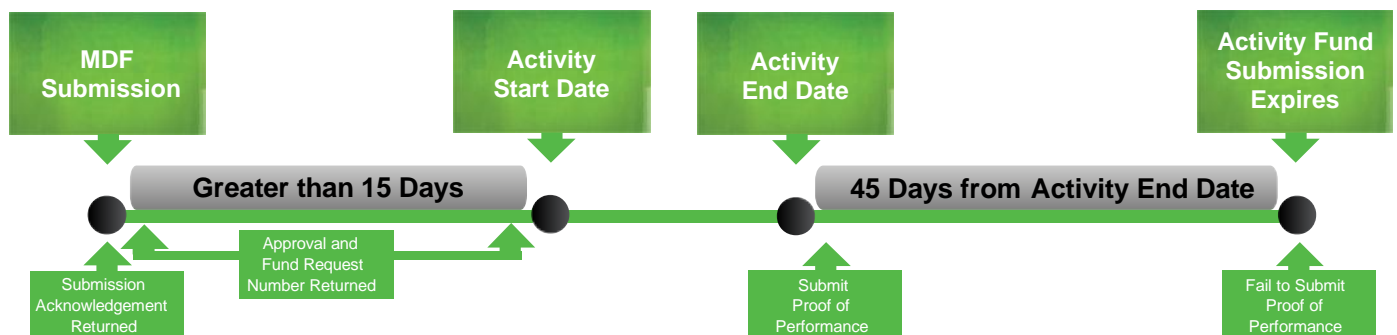 MDF
Submission
Activity
Start Date
Activity
End Date
Activity Fund
Submission
Expires
Greater than 15 Days
45 Days from Activity End Date
Submission
Acknowledgement
Returned
Approval and
Fund Request
Number Returned
Submit
Proof of
Performance
Fail to Submit
Proof of
Performance